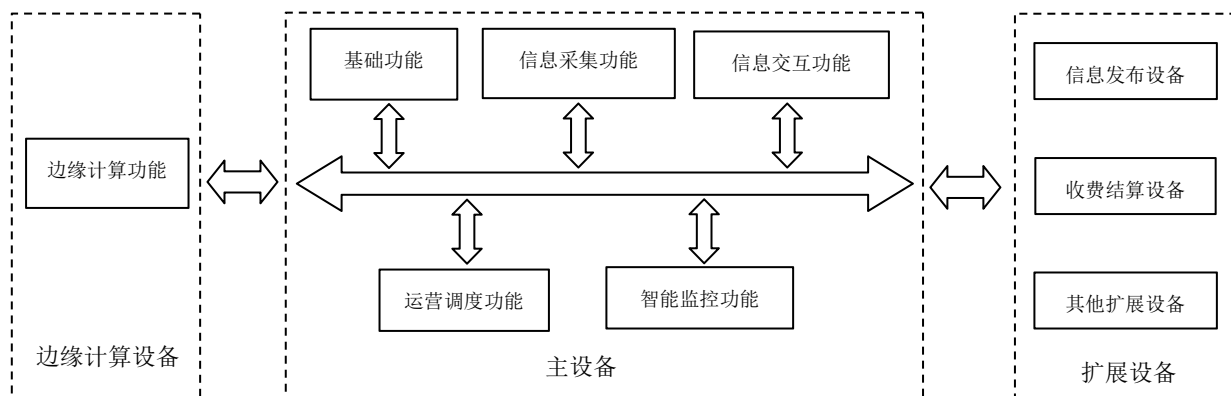 基础功能
信息采集功能
信息交互功能
信息发布设备
边缘计算功能
收费结算设备
运营调度功能
智能监控功能
其他扩展设备
边缘计算设备
主设备
扩展设备